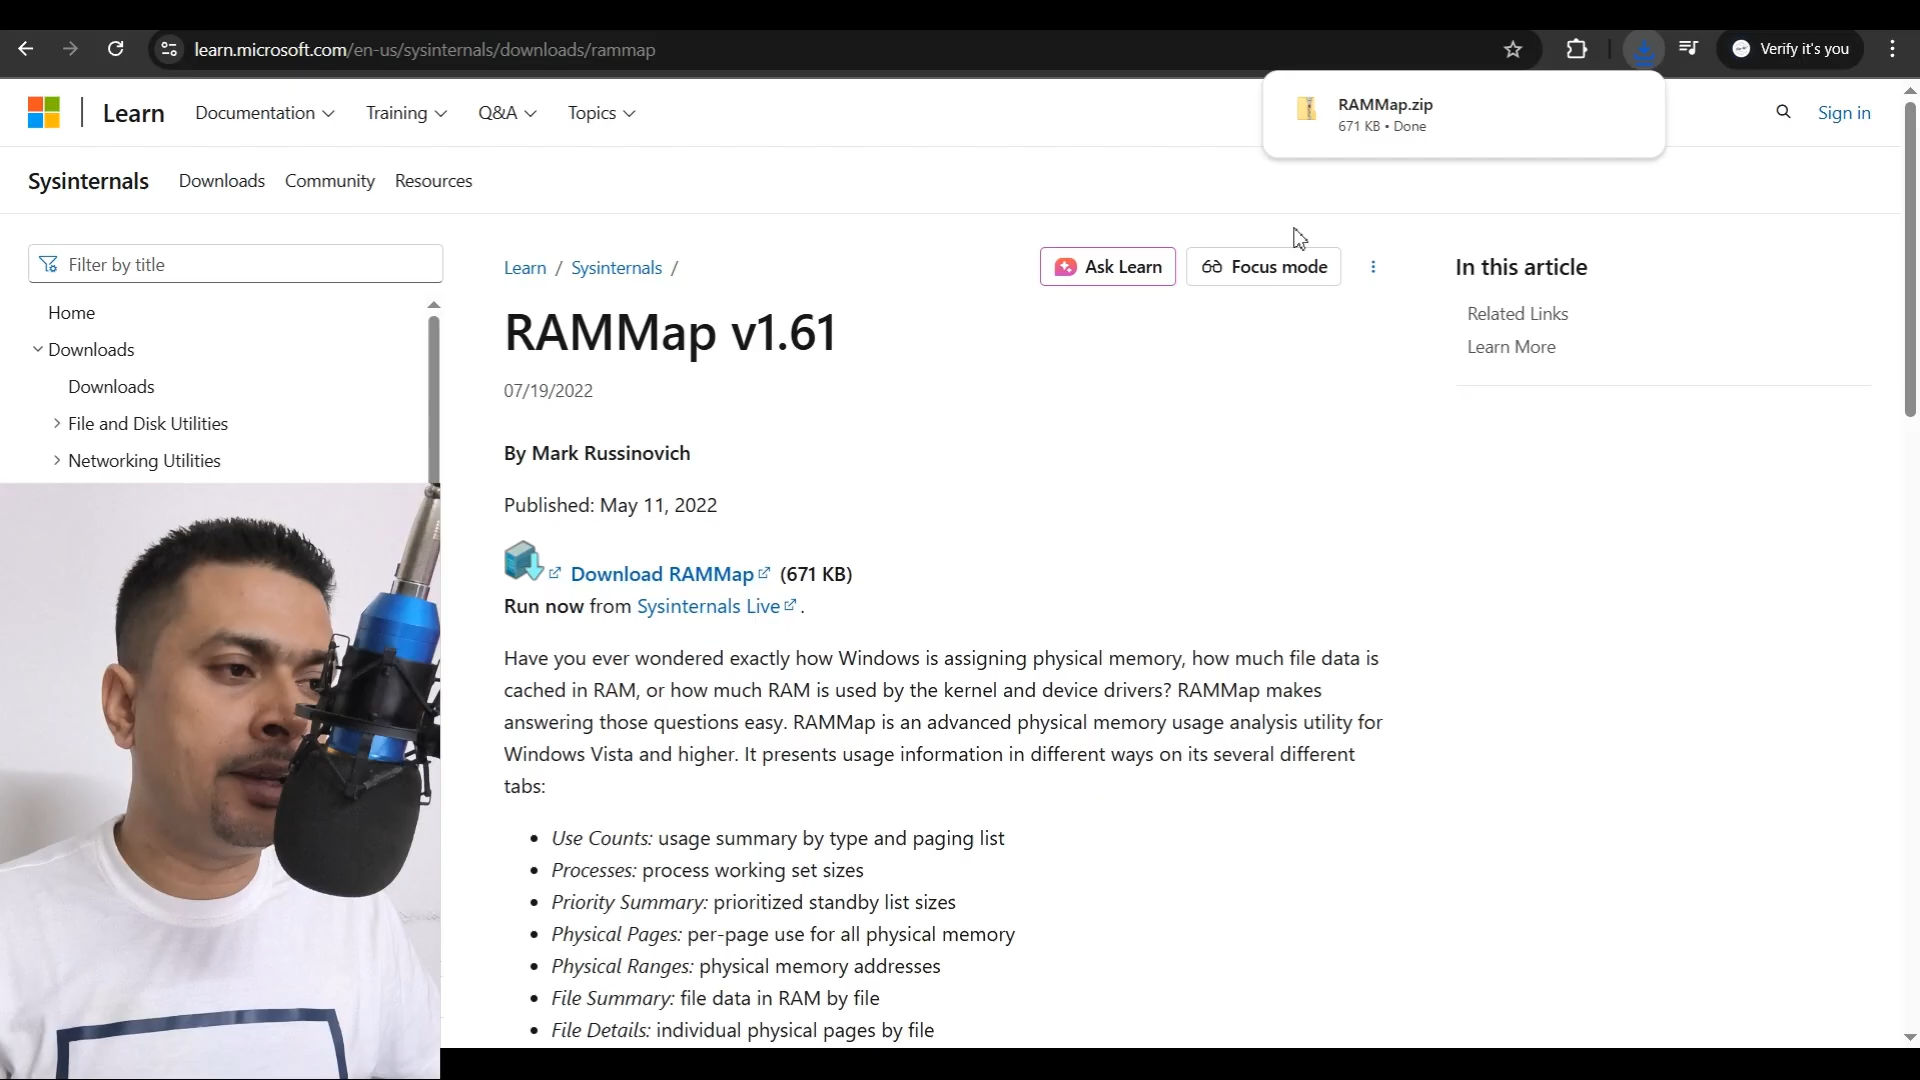 learn.microsoft.com/en-us/sysinternals/downloads/rammap
Verify it's you
RAMMap.zip
671 KB • Done
Learn
Documentation
Training
Q&A
Topics
Sign in
Sysinternals
Downloads
Community
Resources
Filter by title
Home
Downloads
Downloads
File and Disk Utilities
Networking Utilities
Learn / Sysinternals /
Ask Learn
Focus mode
RAMMap v1.61
07/19/2022
By Mark Russinovich
Published: May 11, 2022
Download RAMMap (671 KB)
Run now from Sysinternals Live.
Have you ever wondered exactly how Windows is assigning physical memory, how much file data is
cached in RAM, or how much RAM is used by the kernel and device drivers? RAMMap makes
answering those questions easy. RAMMap is an advanced physical memory usage analysis utility for
Windows Vista and higher. It presents usage information in different ways on its several different
tabs:
• Use Counts: usage summary by type and paging list
• Processes: process working set sizes
• Priority Summary: prioritized standby list sizes
• Physical Pages: per-page use for all physical memory
• Physical Ranges: physical memory addresses
• File Summary: file data in RAM by file
• File Details: individual physical pages by file
In this article
Related Links
Learn More